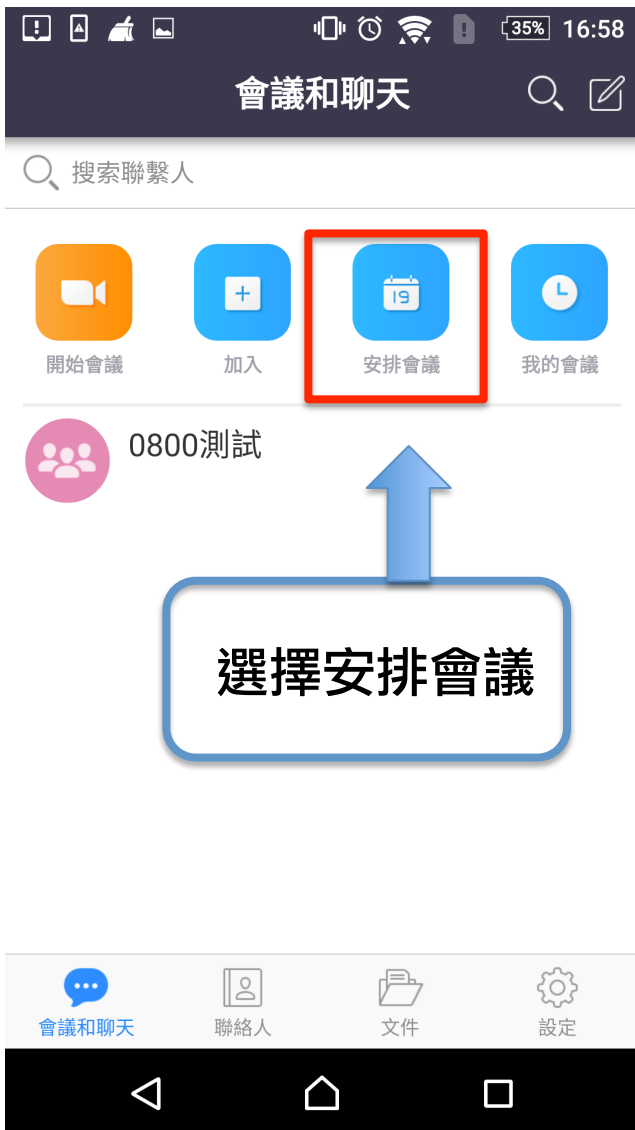 35% 16:58
會議和聊天
搜索聯繫人
19
開始會議 加入 安排會議 我的會議
0800測試
選擇安排會議
會議和聊天 聯絡人 文件 設定